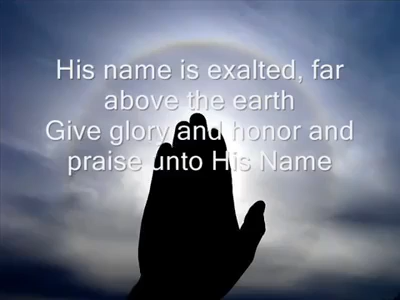 His name is exalted, far
above the earth
Give glory and honor and
praise unto His Name